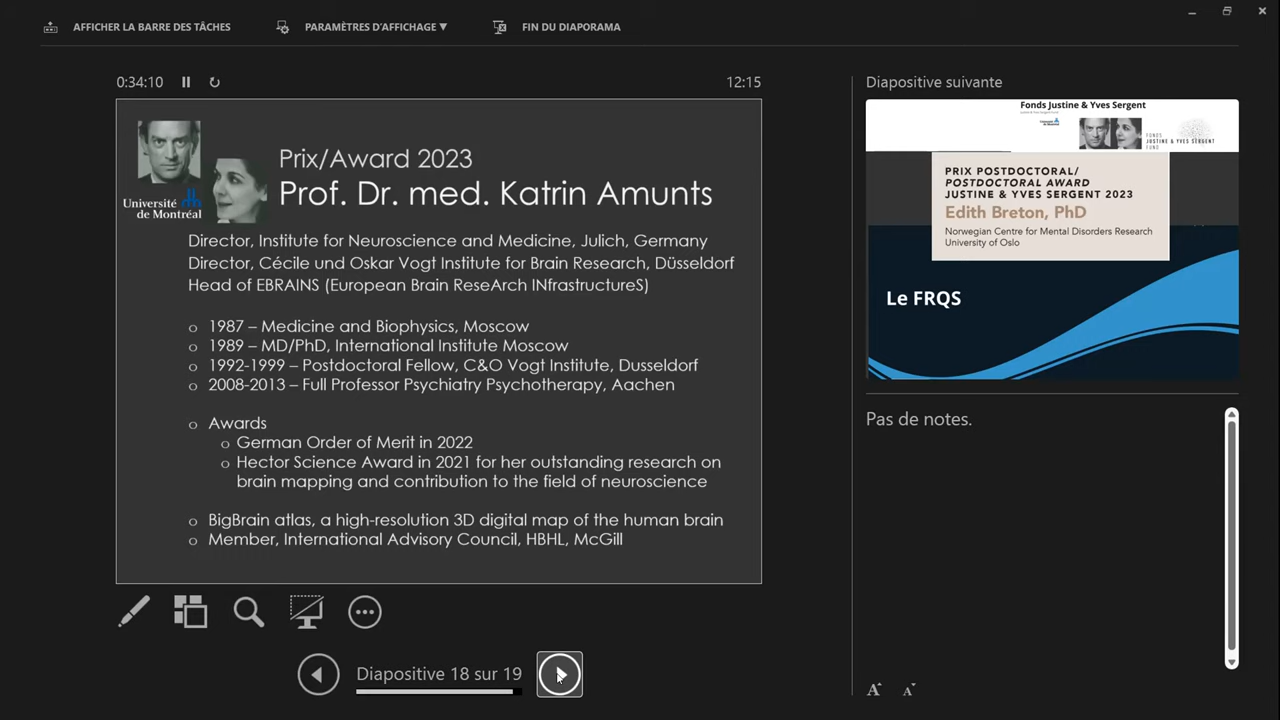 AFFICHER LA BARRE DES TÂCHES
PARAMÈTRES D'AFFICHAGE ▼
FIN DU DIAPORAMA
0:34:10
12:15
Prix/Award 2023
Prof. Dr. med. Katrin Amunts
Université
de Montréal
Director, Institute for Neuroscience and Medicine, Julich, Germany
Director, Cécile und Oskar Vogt Institute for Brain Research, Düsseldorf
Head of EBRAINS (European Brain ReseArch INfrastructureS)
o 1987 – Medicine and Biophysics, Moscow
o 1989 – MD/PhD, International Institute Moscow
o 1992-1999 – Postdoctoral Fellow, C&O Vogt Institute, Dusseldorf
o 2008-2013 – Full Professor Psychiatry Psychotherapy, Aachen
o Awards
o German Order of Merit in 2022
o Hector Science Award in 2021 for her outstanding research on
brain mapping and contribution to the field of neuroscience
o BigBrain atlas, a high-resolution 3D digital map of the human brain
o Member, International Advisory Council, HBHL, McGill
Diapositive 18 sur 19
Diapositive suivante
Fonds Justine & Yves Sergent
FONDS
JUSTINE & YVES SERGENT
FUND
PRIX POSTDOCTORAL/
POSTDOCTORAL AWARD
JUSTINE & YVES SERGENT 2023
Edith Breton, PhD
Norwegian Centre for Mental Disorders Research
University of Oslo
Le FRQS
Pas de notes.
A A